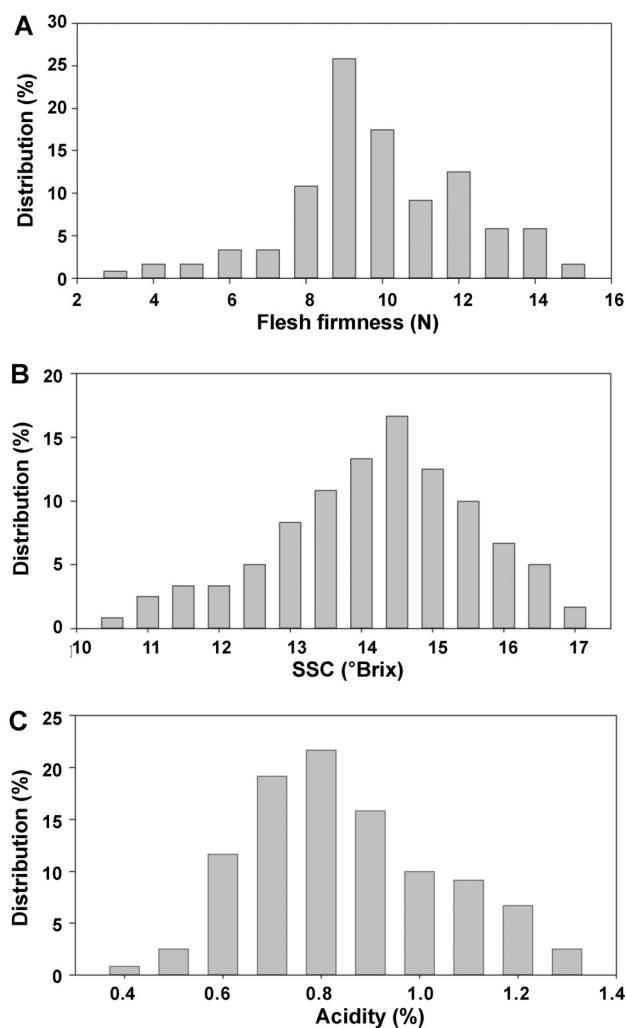 A
Distribution (%)
30
25
20
15
10
5
0
2 4 6 8 10 12 14 16
Flesh firmness (N)
B
Distribution (%)
20
15
10
5
0
10 11 12 13 14 15 16 17
SSC (°Brix)
C
Distribution (%)
25
20
15
10
5
0
0.4 0.6 0.8 1.0 1.2 1.4
Acidity (%)